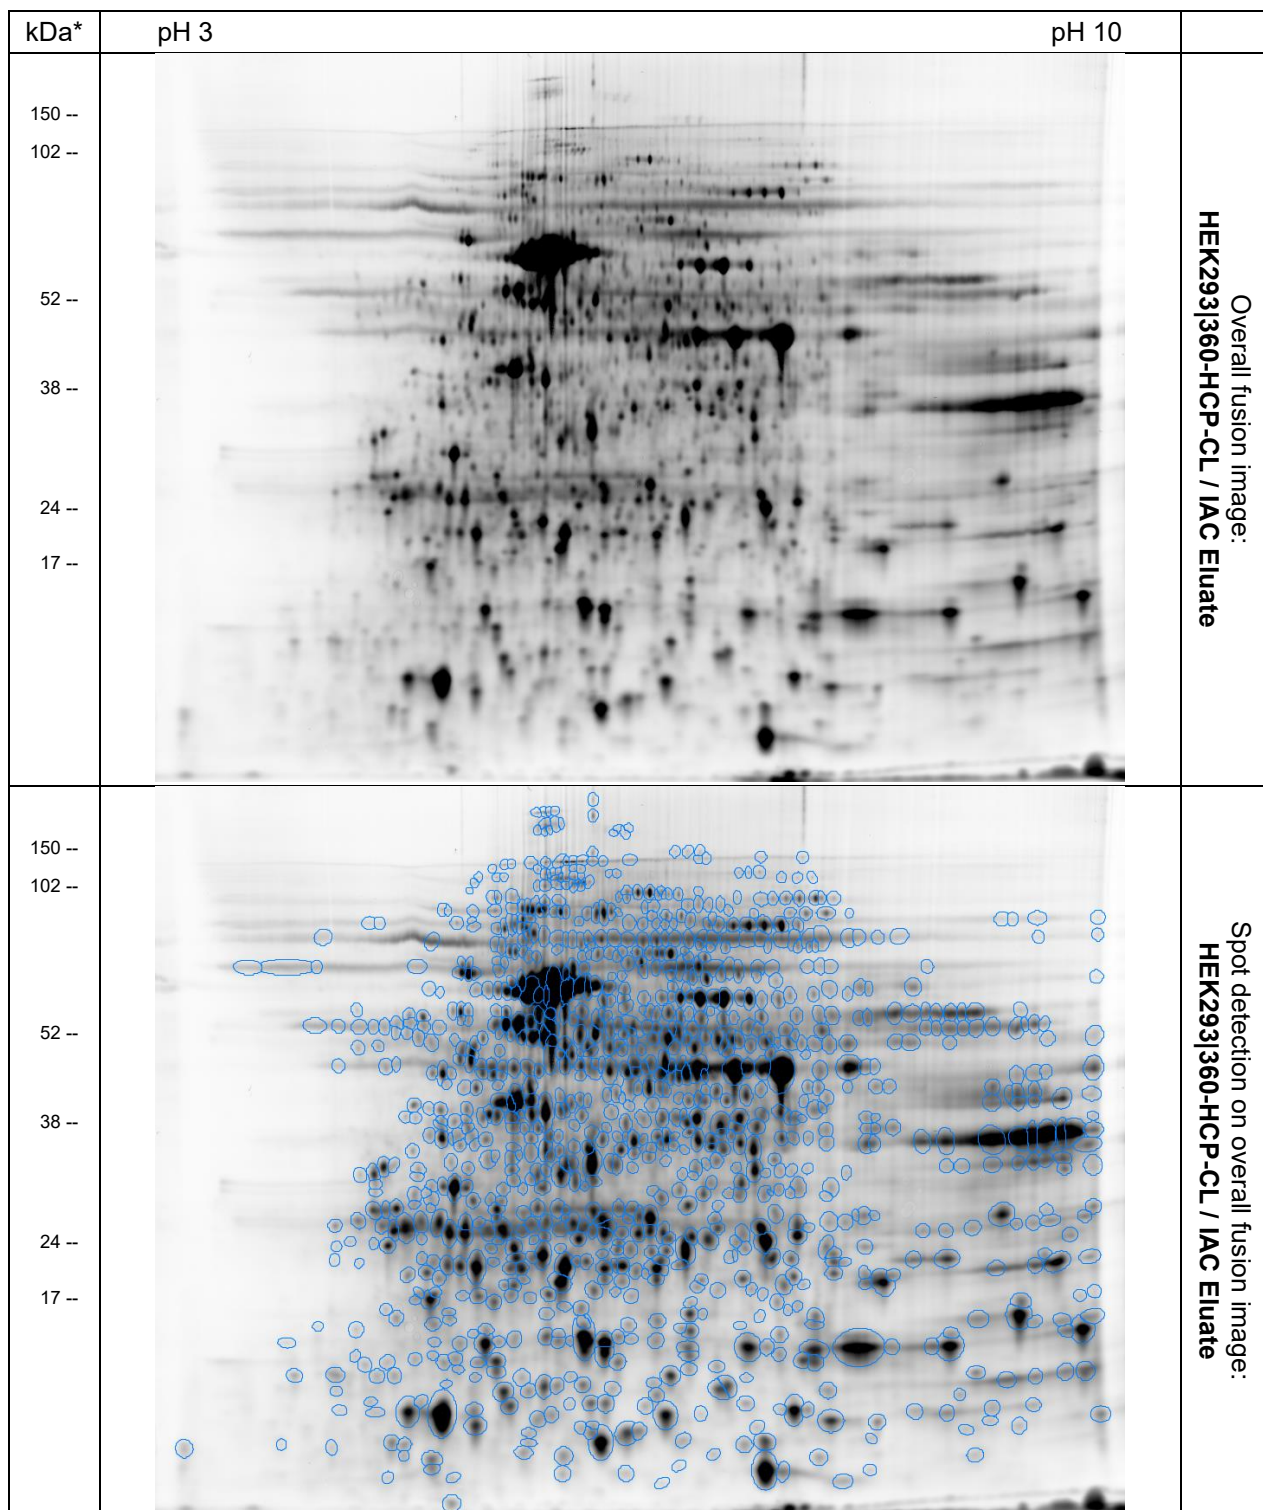 kDa*
pH 3
pH 10
150 --
102 --
52 --
38 --
24 --
17 --
Overall fusion image:
HEK293|360-HCP-CL / IAC Eluate
150 --
102 --
52 --
38 --
24 --
17 --
Spot detection on overall fusion image:
HEK293|360-HCP-CL / IAC Eluate